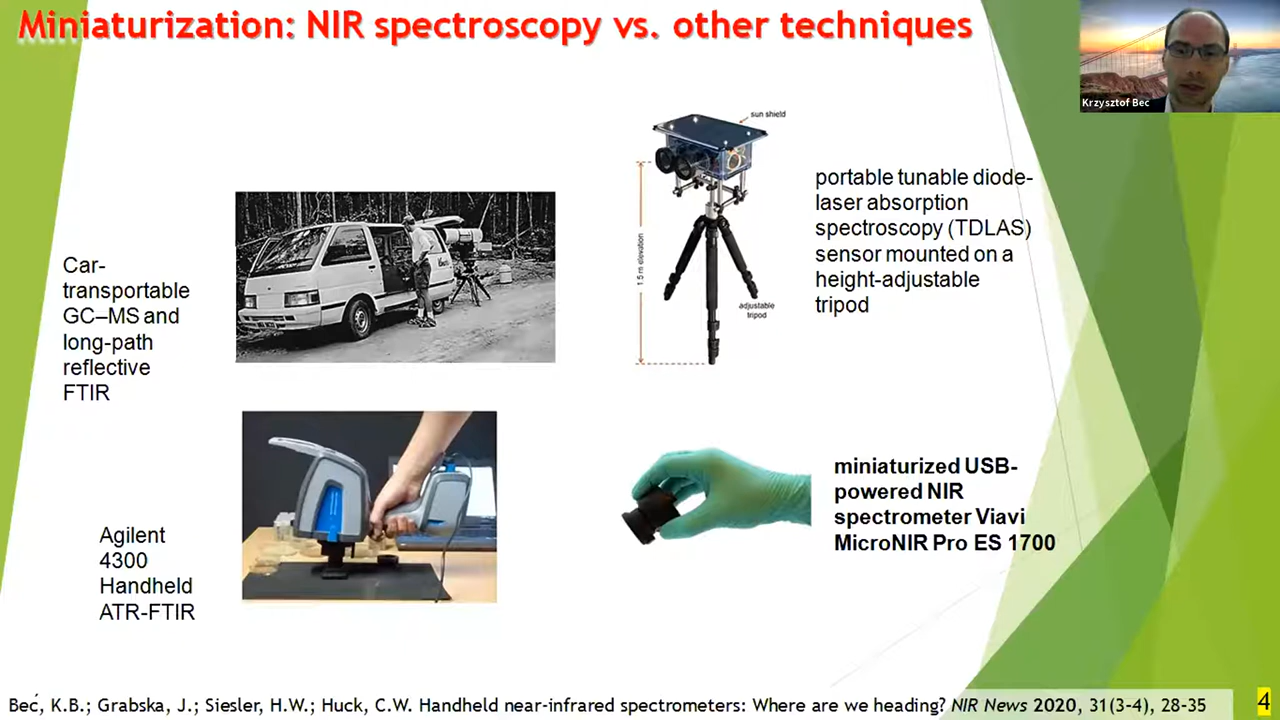 Miniaturization: NIR spectroscopy vs. other techniques
Krzysztof Bec
sun shield
1.5 m elevation
adjustable
tripod
portable tunable diode-
laser absorption
spectroscopy (TDLAS)
sensor mounted on a
height-adjustable
tripod
Car-
transportable
GC–MS and
long-path
reflective
FTIR
Agilent
4300
Handheld
ATR-FTIR
miniaturized USB-
powered NIR
spectrometer Viavi
MicroNIR Pro ES 1700
Beć, K.B.; Grabska, J.; Siesler, H.W.; Huck, C.W. Handheld near-infrared spectrometers: Where are we heading? NIR News 2020, 31(3-4), 28-35
4